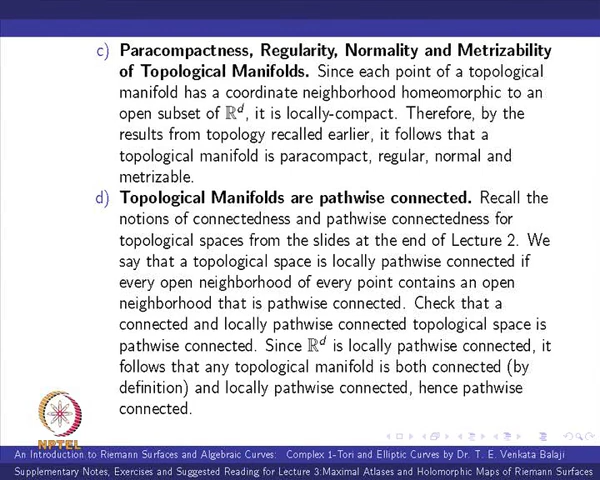 c) Paracompactness, Regularity, Normality and Metrizability
of Topological Manifolds. Since each point of a topological
manifold has a coordinate neighborhood homeomorphic to an
open subset of ℝᵈ, it is locally-compact. Therefore, by the
results from topology recalled earlier, it follows that a
topological manifold is paracompact, regular, normal and
metrizable.
d) Topological Manifolds are pathwise connected. Recall the
notions of connectedness and pathwise connectedness for
topological spaces from the slides at the end of Lecture 2. We
say that a topological space is locally pathwise connected if
every open neighborhood of every point contains an open
neighborhood that is pathwise connected. Check that a
connected and locally pathwise connected topological space is
pathwise connected. Since ℝᵈ is locally pathwise connected, it
follows that any topological manifold is both connected (by
definition) and locally pathwise connected, hence pathwise
connected.
NPTEL
An Introduction to Riemann Surfaces and Algebraic Curves: Complex 1-Tori and Elliptic Curves by Dr. T. E. Venkata Balaji
Supplementary Notes, Exercises and Suggested Reading for Lecture 3:Maximal Atlases and Holomorphic Maps of Riemann Surfaces